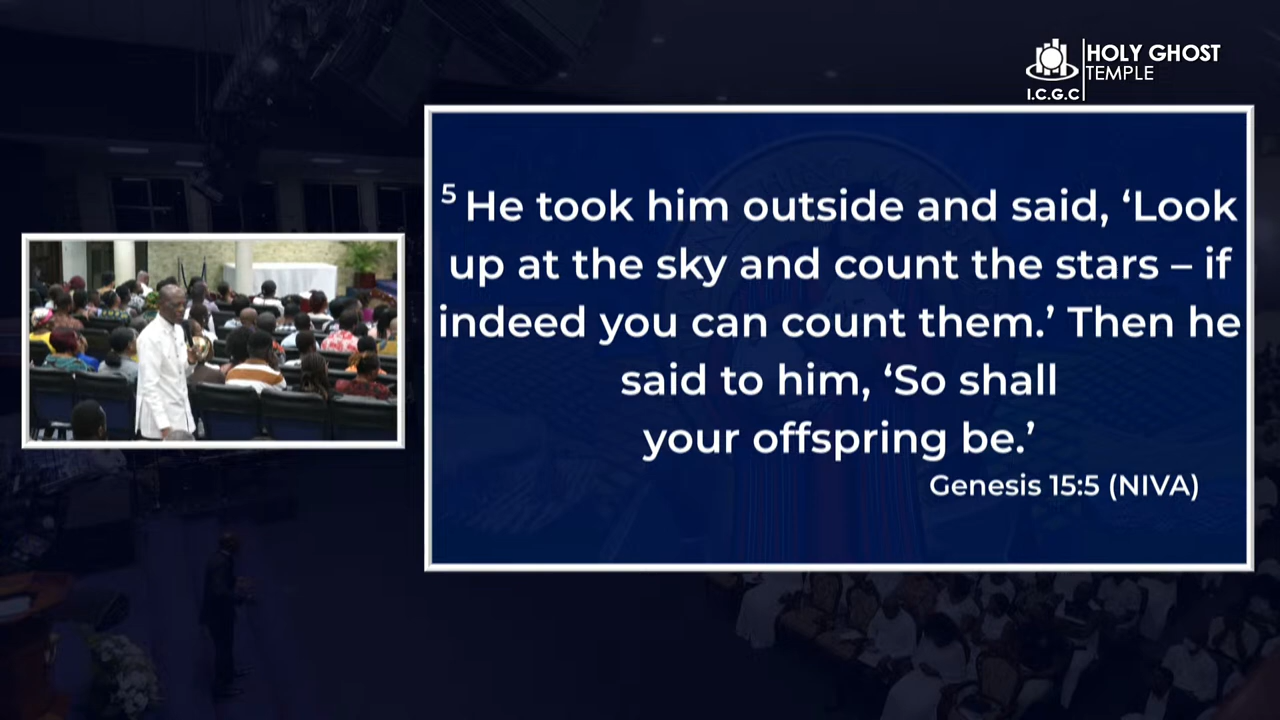 HOLY GHOST
TEMPLE
I.C.G.C
5 He took him outside and said, ‘Look
up at the sky and count the stars – if
indeed you can count them.’ Then he
said to him, ‘So shall
your offspring be.’
Genesis 15:5 (NIVA)